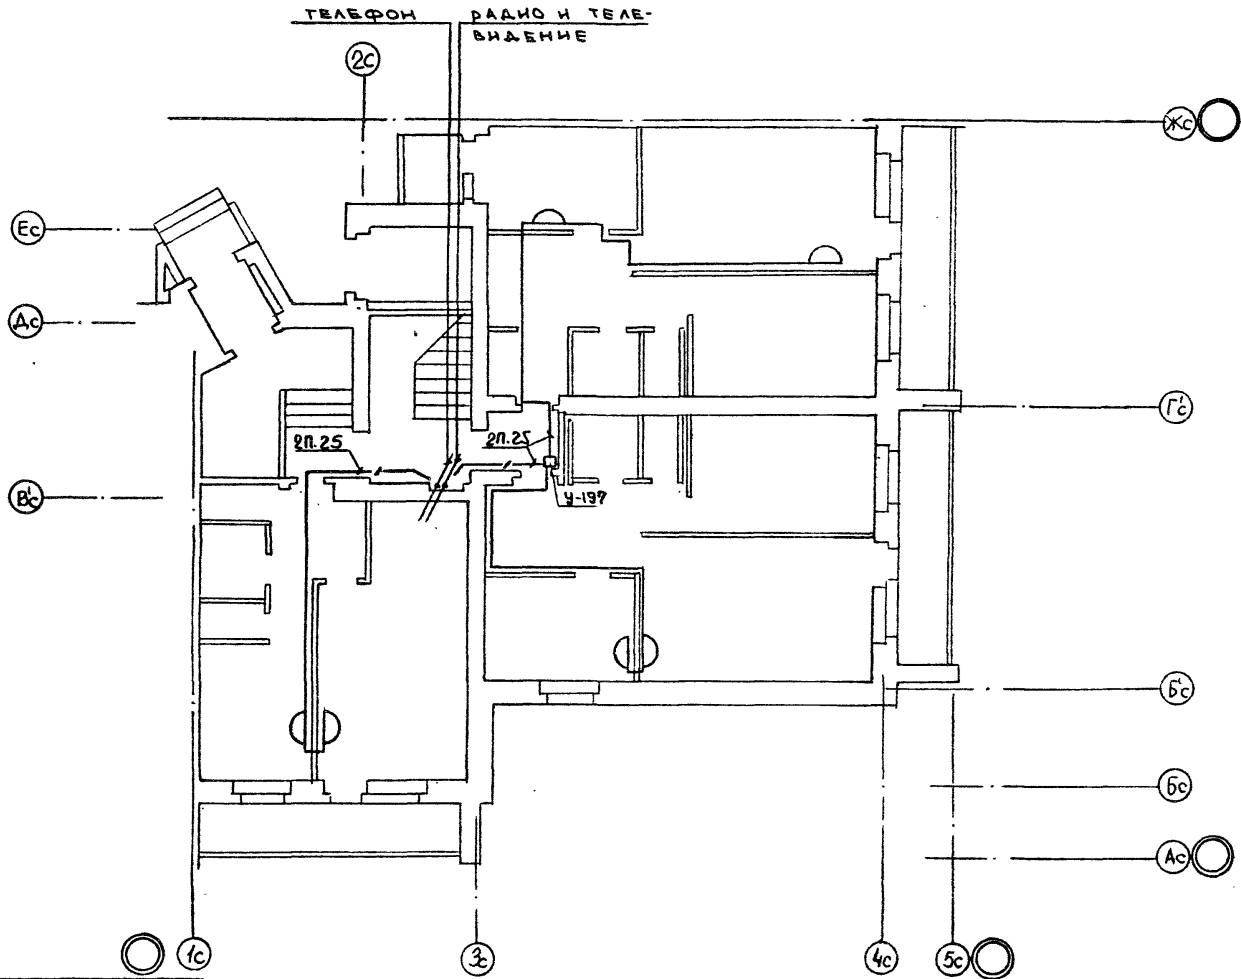 ТЕЛЕФОН
РАДИО И ТЕЛЕ-
ВИДЕНИЕ
2с
Жс
Ес
Дс
Г'с
2П.25
2П.25
У-197
В'с
Б'с
Бс
Ас
1с
3с
4с
5с